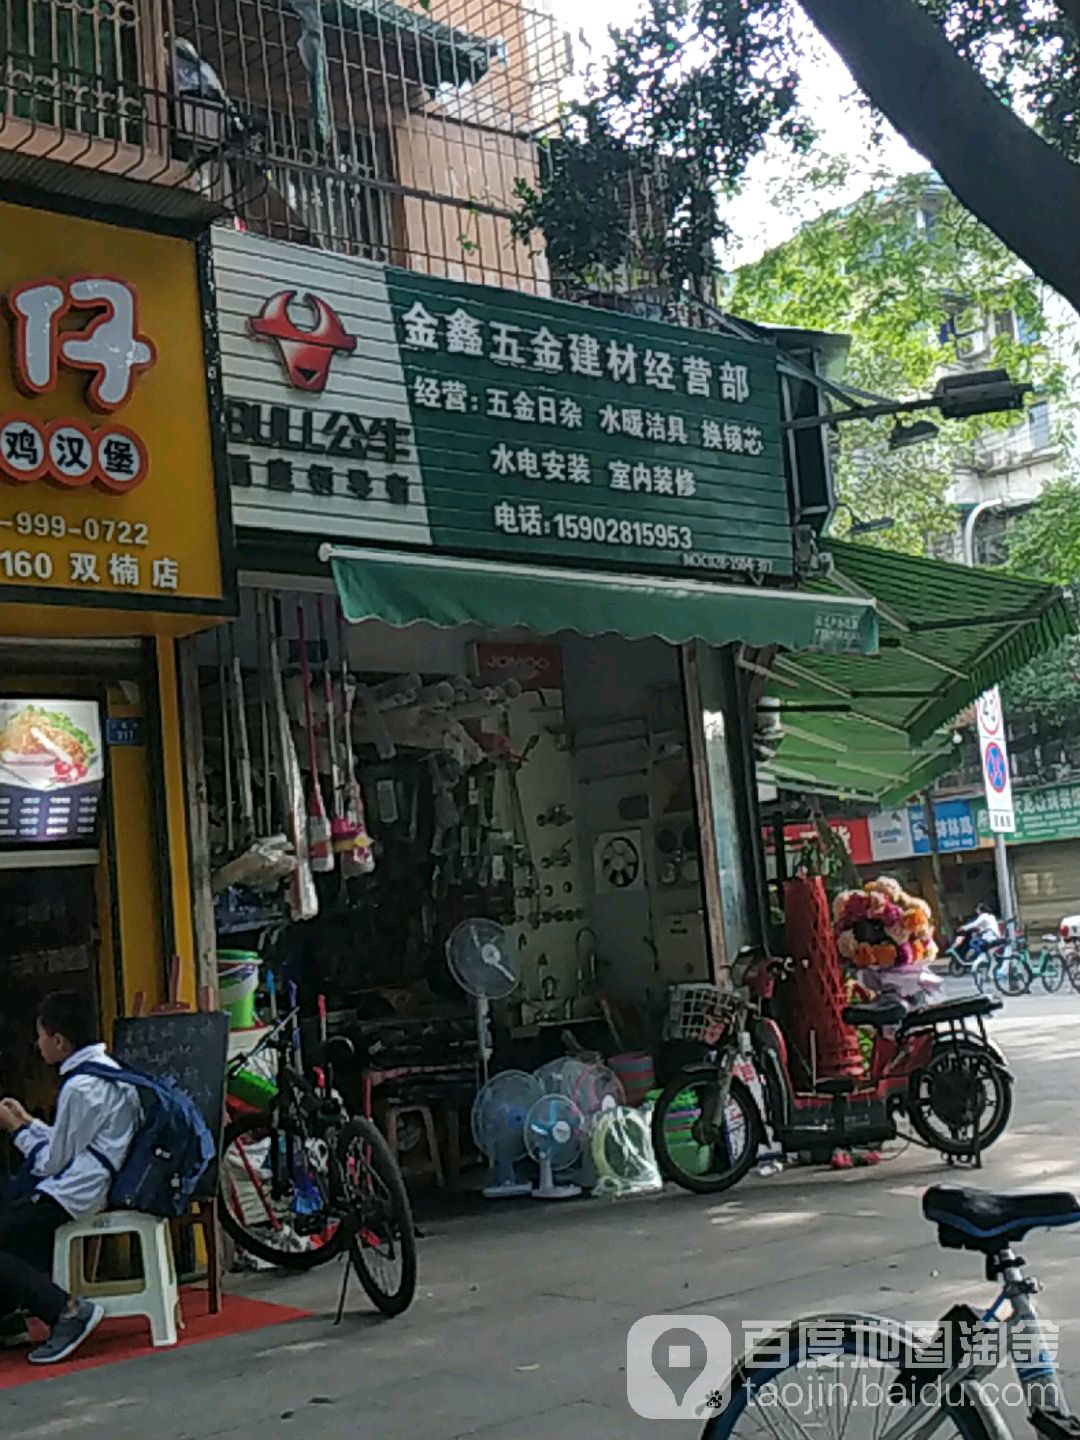 仔
鸡汉堡
-999-0722
160 双楠店
BULL公牛
金鑫五金建材经营部
经营：五金日杂 水暖洁具 换锁芯
水电安装 室内装修
电话：15902815953
JOMOO
317
百度地图淘金
taojin.baidu.com